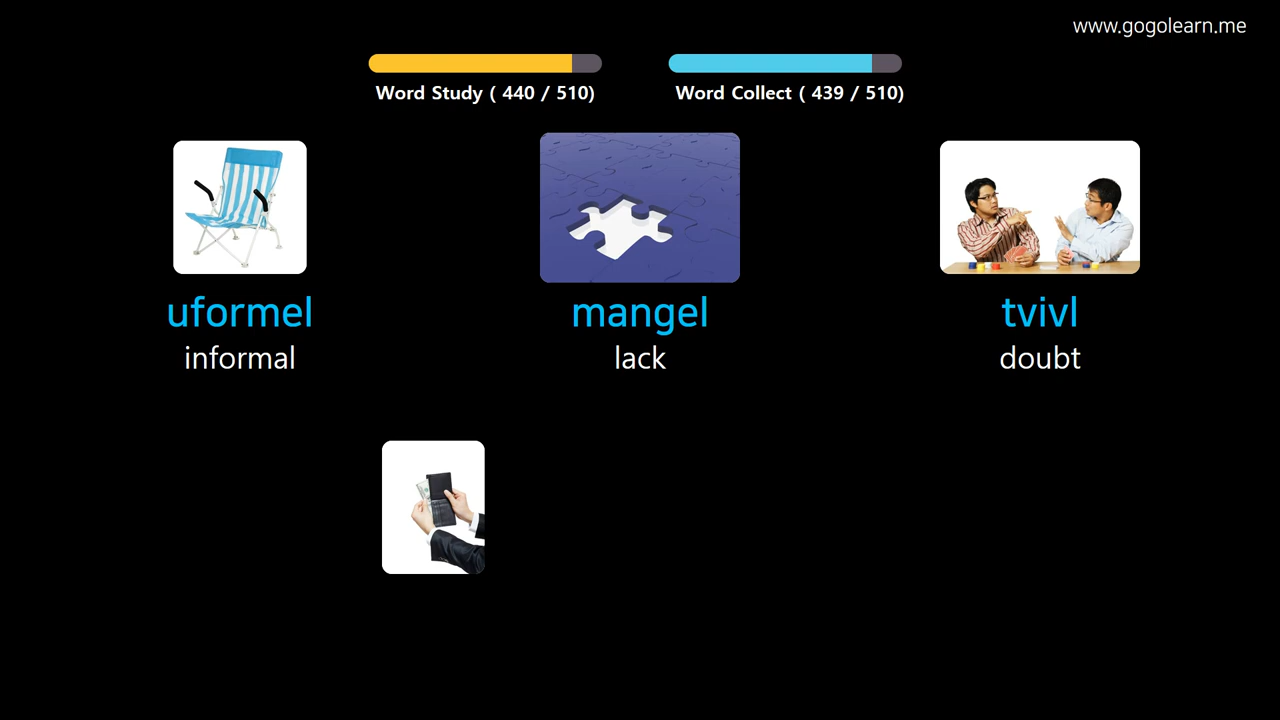 www.gogolearn.me
Word Study ( 440 / 510)
Word Collect ( 439 / 510)
uformel
mangel
tvivl
informal
lack
doubt